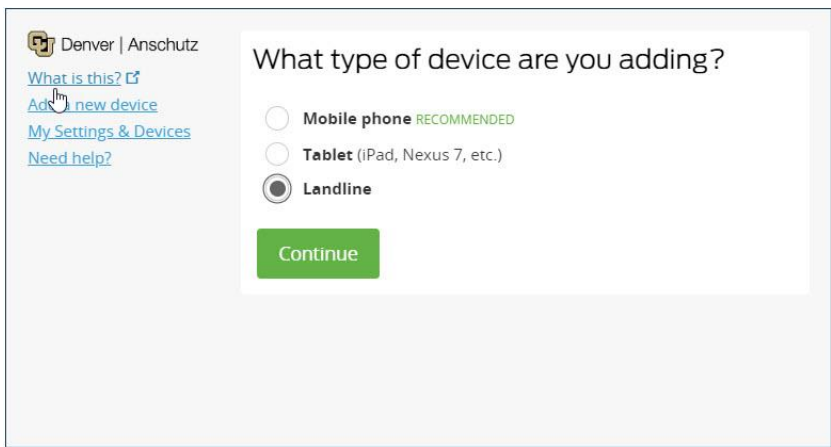 Denver | Anschutz
What is this?
Add a new device
My Settings & Devices
Need help?
What type of device are you adding?
Mobile phone RECOMMENDED
Tablet (iPad, Nexus 7, etc.)
Landline
Continue